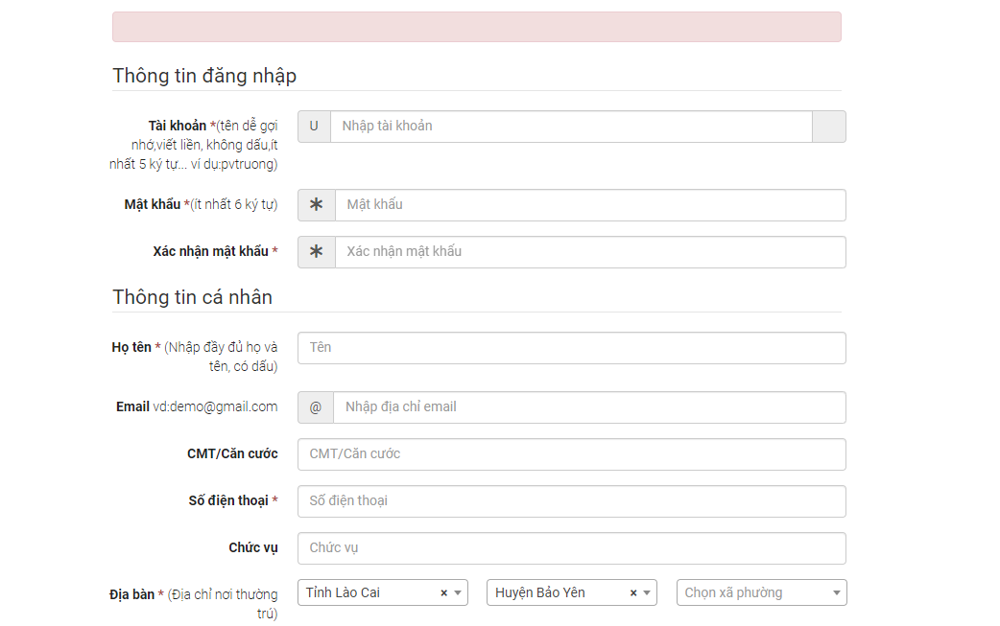 Thông tin đăng nhập
Tài khoản *(tên dễ gợi
nhớ,viết liền, không dấu,ít
nhất 5 ký tự... ví dụ:pvtruong)
U
Nhập tài khoản
Mật khẩu *(ít nhất 6 ký tự)
Mật khẩu
Xác nhận mật khẩu *
Xác nhận mật khẩu
Thông tin cá nhân
Họ tên * (Nhập đầy đủ họ và
tên, có dấu)
Tên
Email vd:demo@gmail.com
@
Nhập địa chỉ email
CMT/Căn cước
CMT/Căn cước
Số điện thoại *
Số điện thoại
Chức vụ
Chức vụ
Địa bàn * (Địa chỉ nơi thường
trú)
Tỉnh Lào Cai ×
Huyện Bảo Yên ×
Chọn xã phường